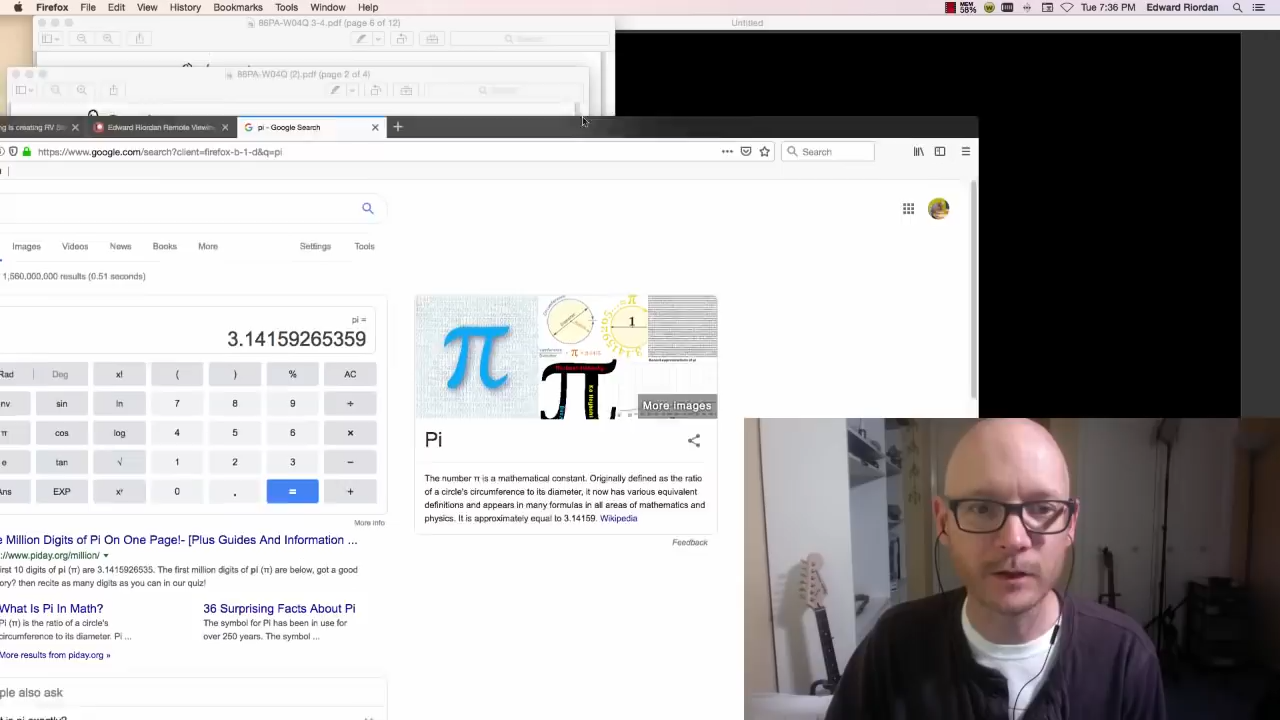 Firefox File Edit View History Bookmarks Tools Window Help
58% Tue 7:36 PM Edward Riordan
86PA-W04Q 3-4.pdf (page 6 of 12)
Untitled
Search
86PA-W04Q (2).pdf (page 2 of 4)
Search
Edward Riordan Remote Viewing
pi - Google Search
https://www.google.com/search?client=firefox-b-1-d&q=pi
Search
Images Videos News Books More Settings Tools
1,660,000,000 results (0.51 seconds)
pi =
3.14159265359
Rad Deg x! ( ) % AC
nv sin ln 7 8 9 ÷
π cos log 4 5 6 ×
e tan √ 1 2 3 −
Ans EXP xʸ 0 . = +
More info
More images
Pi
The number π is a mathematical constant. Originally defined as the ratio
of a circle's circumference to its diameter, it now has various equivalent
definitions and appears in many formulas in all areas of mathematics and
physics. It is approximately equal to 3.14159. Wikipedia
Feedback
e Million Digits of Pi On One Page!- [Plus Guides And Information ...
://www.piday.org/million/
irst 10 digits of pi (π) are 3.1415926535. The first million digits of pi (π) are below, got a good
ory? then recite as many digits as you can in our quiz!
What Is Pi In Math?
Pi (π) is the ratio of a circle's
circumference to its diameter. Pi ...
36 Surprising Facts About Pi
The symbol for Pi has been in use for
over 250 years. The symbol ...
More results from piday.org »
ple also ask